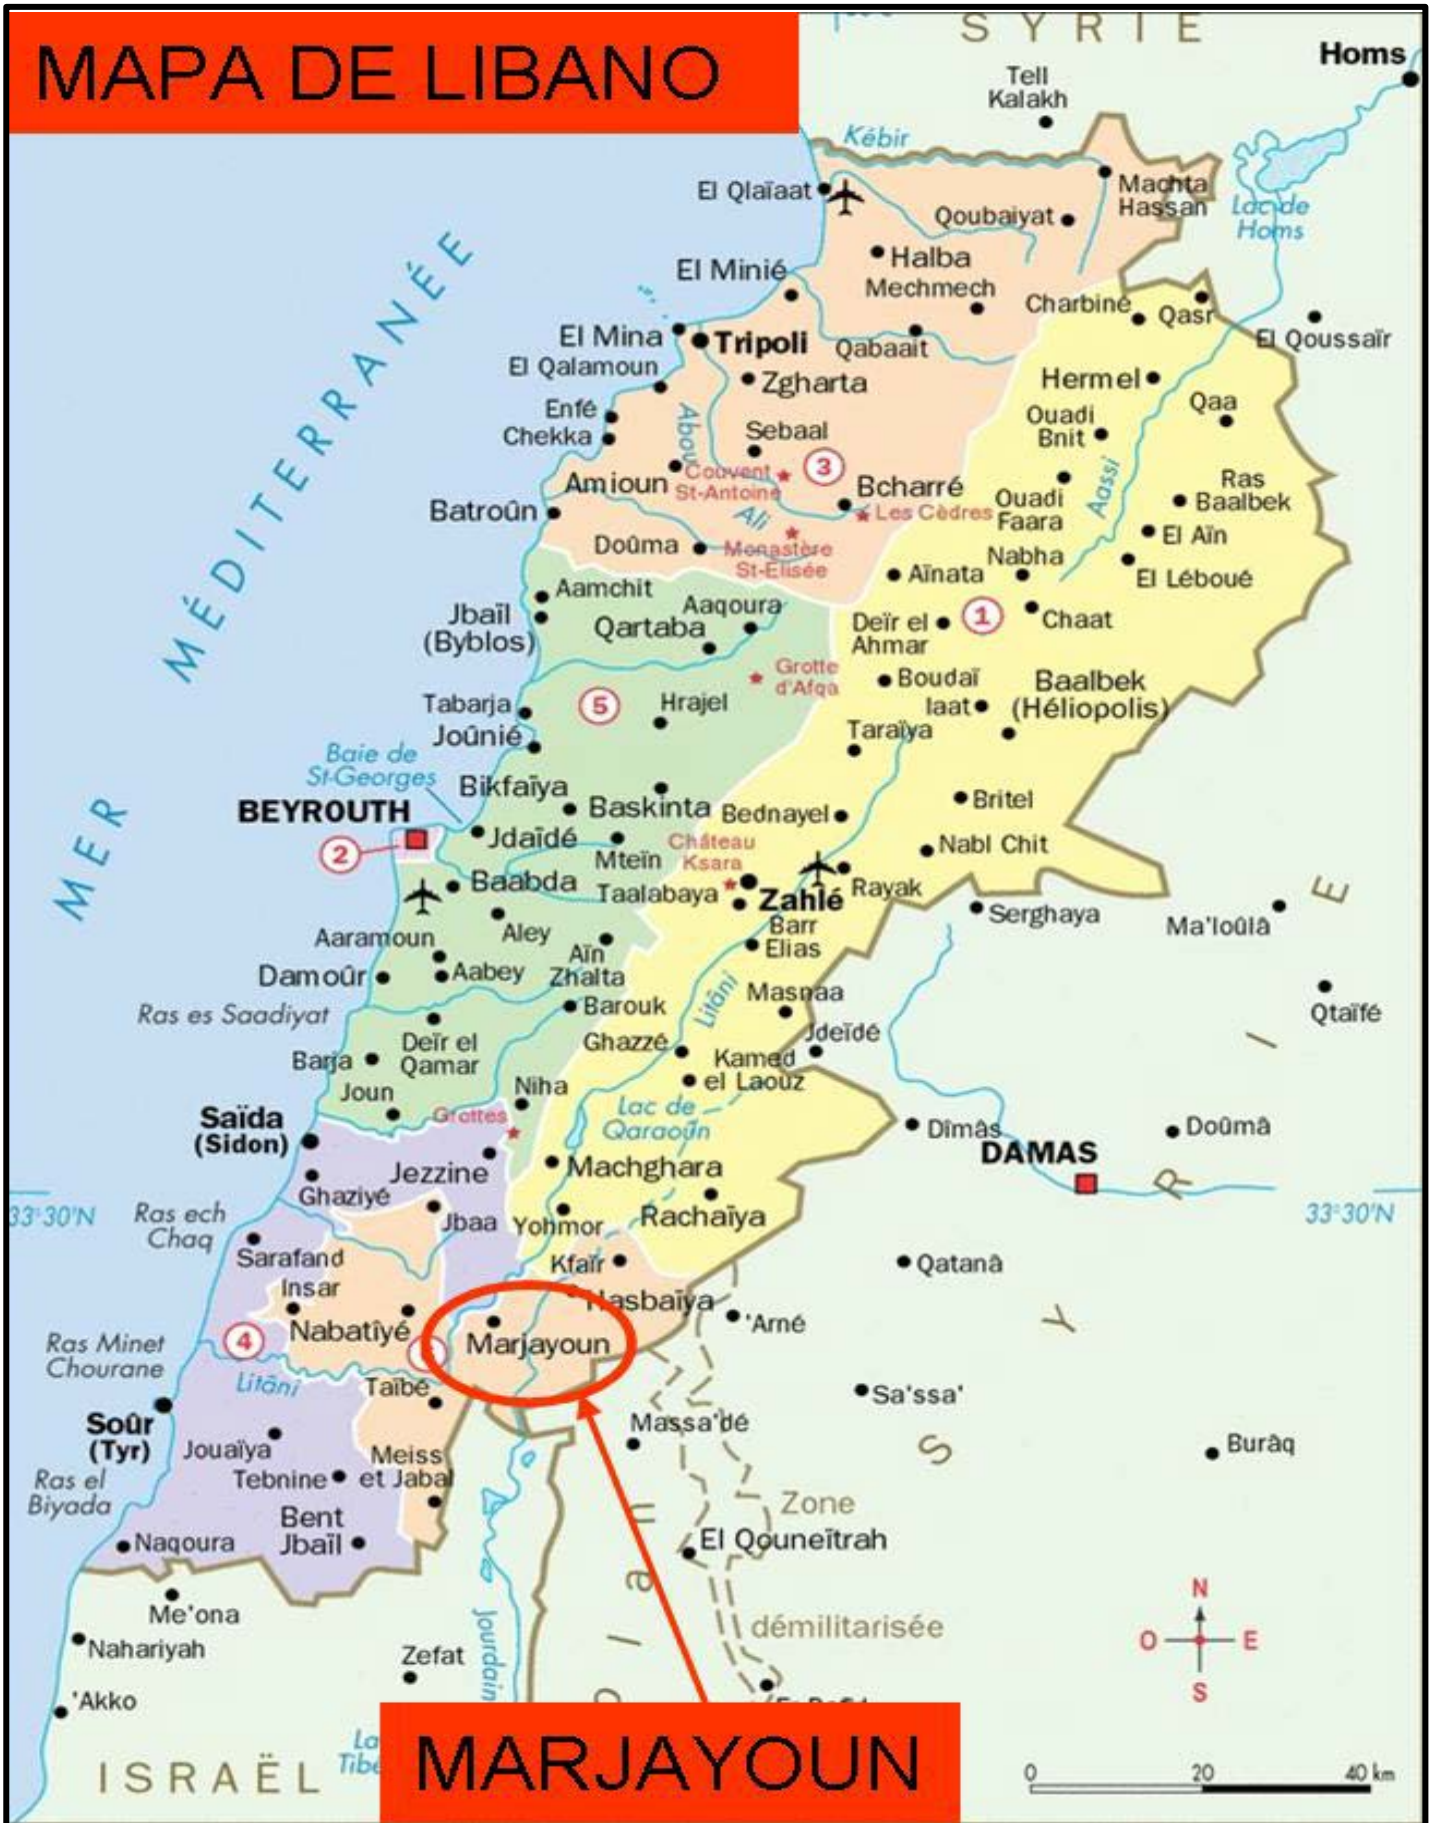 MAPA DE LIBANO
SYRIE
Homs
Tell
Kalakh
Kébir
El Qlaïaat
Machta
Hassan
Lac de
Homs
Qoubaiyat
Halba
El Minié
Mechmech
Charbiné
Qasr
El Qoussaïr
El Mina
Tripoli
Qabaait
El Qalamoun
Zgharta
Hermel
Qaa
Enfé
Chekka
Abou
Sebaal
Ouadi
Bnit
Aassi
3
Couvent
St-Antoine
Amioun
Bcharré
Les Cèdres
Ouadi
Faara
Ras
Baalbek
Batroûn
Ali
El Aïn
Doûma
Monastère
St-Elisée
Nabha
Aïnata
El Léboué
MER MÉDITERRANÉE
Aamchit
Jbaïl
(Byblos)
Aaqoura
Qartaba
Deïr el
Ahmar
1
Chaat
Grotte
d'Afqa
Boudaï
Baalbek
(Héliopolis)
Iaat
Tabarja
5
Hrajel
Joûnié
Taraïya
Baie de
St-Georges
Bikfaïya
Baskinta
Bednayel
Britel
BEYROUTH
Jdaïdé
Mteïn
Château
Ksara
Nabl Chit
2
Baabda
Taalabaya
Zahlé
Rayak
Serghaya
Ma'loûlâ
Aaramoun
Aley
Aïn
Zhalta
Barr
Elias
Damoûr
Aabey
Masnaa
Litâni
Ras es Saadiyat
Barouk
Qtaïfé
Deïr el
Qamar
Ghazzé
Jdeïdé
Barja
Kamed
el Laouz
Joun
Niha
Lac de
Qaraoûn
Saïda
(Sidon)
Grottes
Dîmâs
Doûmâ
DAMAS
Jezzine
Machghara
Ghaziyé
33°30'N
Ras ech
Chaq
Jbaa
Yohmor
Rachaïya
33°30'N
Sarafand
Kfaïr
Qatanâ
Insar
Hasbaïya
'Arné
Nabatîyé
Marjayoun
Ras Minet
Chourane
4
Litâni
Taïbé
Sa'ssa'
Soûr
(Tyr)
Massa'dé
Jouaïya
Meiss
et Jabal
Burâq
Ras el
Biyada
Tebnine
Zone
démilitarisée
Bent
Jbaïl
El Qouneïtrah
Naqoura
SYRIE
Me'ona
Nahariyah
Jourdain
Zefat
N
O
E
S
'Akko
ISRAËL
MARJAYOUN
0
20
40 km